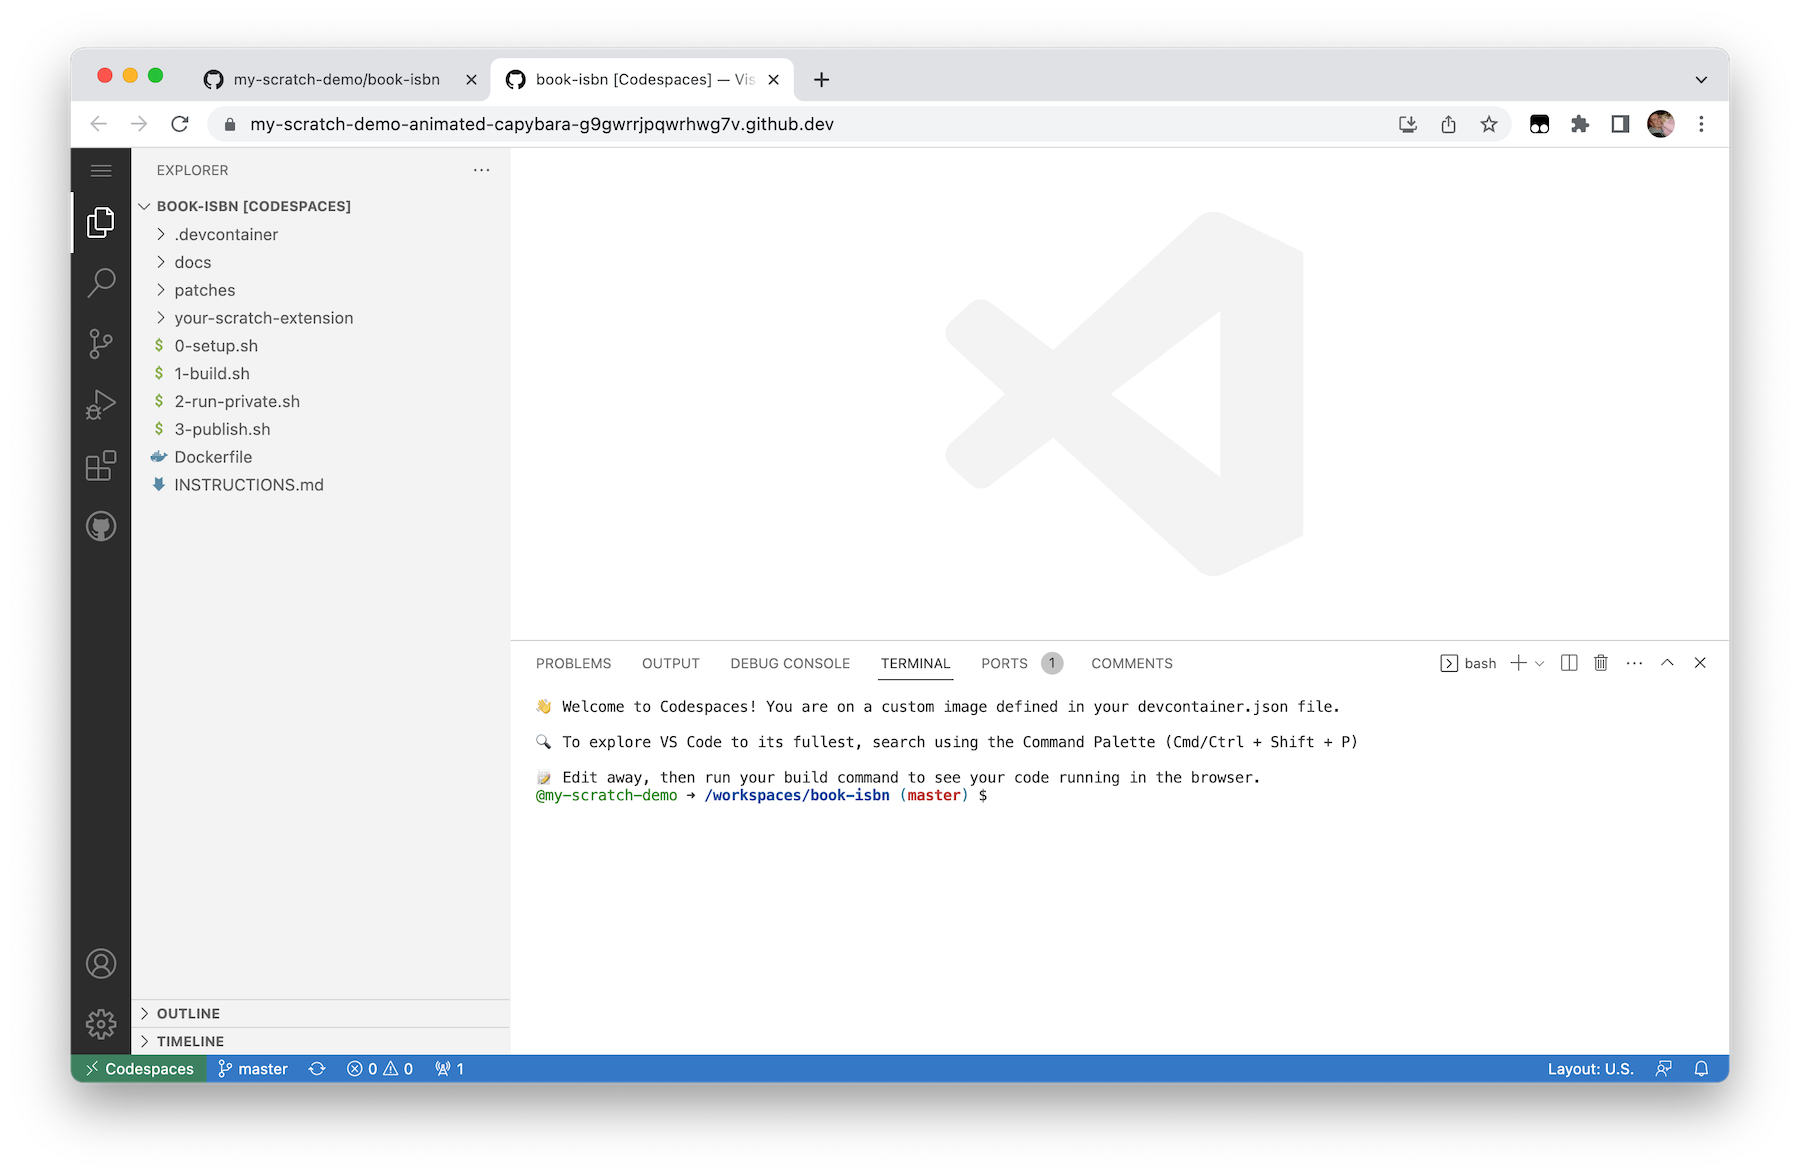 my-scratch-demo/book-isbn
book-isbn [Codespaces] — Vis
my-scratch-demo-animated-capybara-g9gwrrjpqwrhwg7v.github.dev
EXPLORER
BOOK-ISBN [CODESPACES]
.devcontainer
docs
patches
your-scratch-extension
$ 0-setup.sh
$ 1-build.sh
$ 2-run-private.sh
$ 3-publish.sh
Dockerfile
INSTRUCTIONS.md
OUTLINE
TIMELINE
PROBLEMS OUTPUT DEBUG CONSOLE TERMINAL PORTS 1 COMMENTS bash
👋 Welcome to Codespaces! You are on a custom image defined in your devcontainer.json file.
🔍 To explore VS Code to its fullest, search using the Command Palette (Cmd/Ctrl + Shift + P)
📝 Edit away, then run your build command to see your code running in the browser.
@my-scratch-demo ➜ /workspaces/book-isbn (master) $
Codespaces master 0 0 1 Layout: U.S.